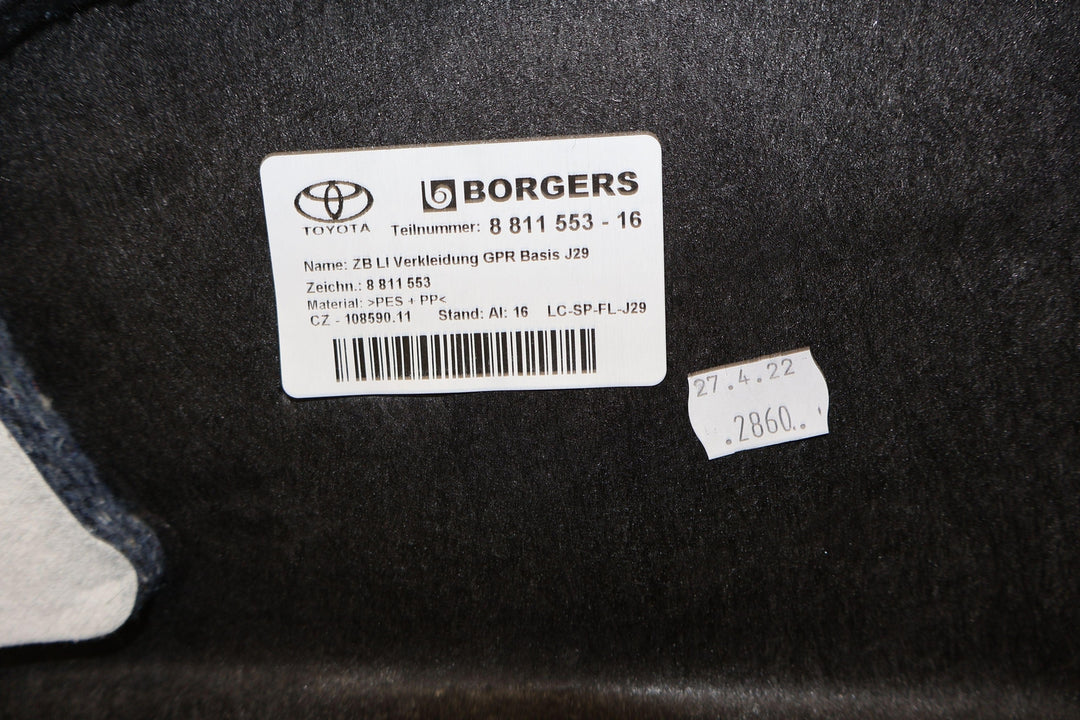 TOYOTA
BORGERS
Teilnummer: 8 811 553 - 16
Name: ZB LI Verkleidung GPR Basis J29
Zeichn.: 8 811 553
Material: >PES + PP<
CZ - 108590.11 Stand: AI: 16 LC-SP-FL-J29
27.4.22
.2860..